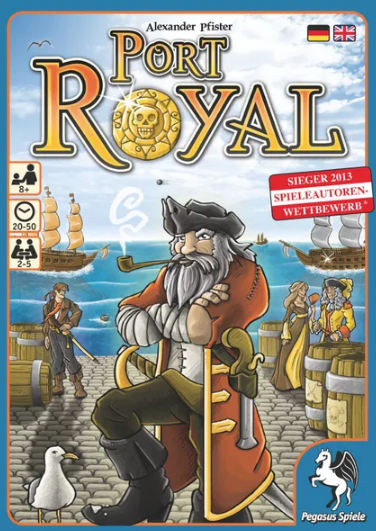 Alexander Pfister
PORT
ROYAL
8+
20-50
2-5
SIEGER 2013
SPIELEAUTOREN-
WETTBEWERB*
Pegasus Spiele